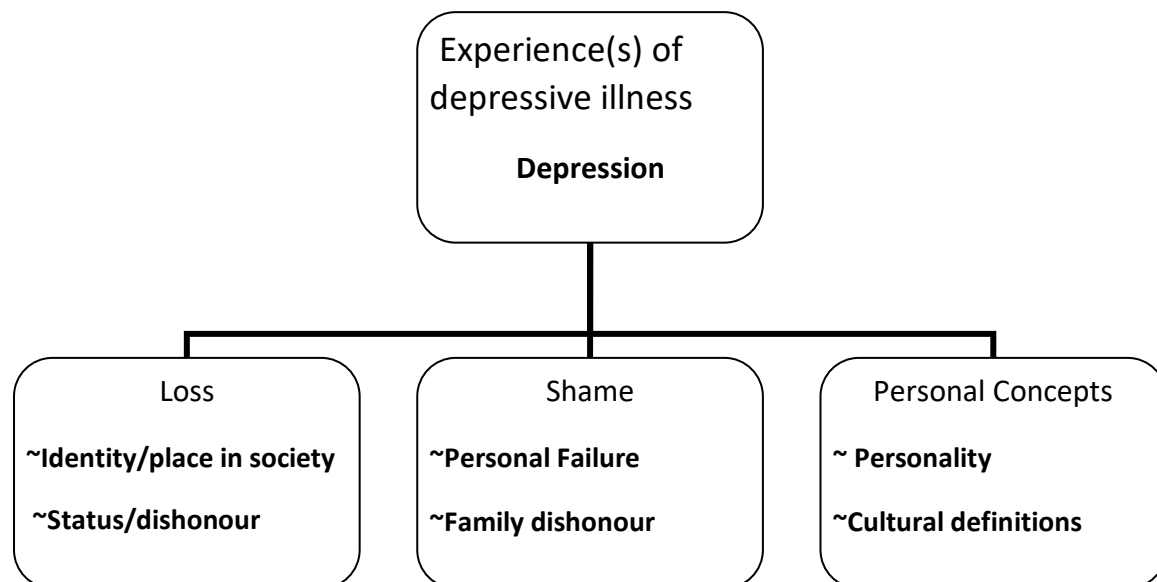 Experience(s) of
depressive illness
Depression
Loss
~Identity/place in society
~Status/dishonour
Shame
~Personal Failure
~Family dishonour
Personal Concepts
~ Personality
~Cultural definitions